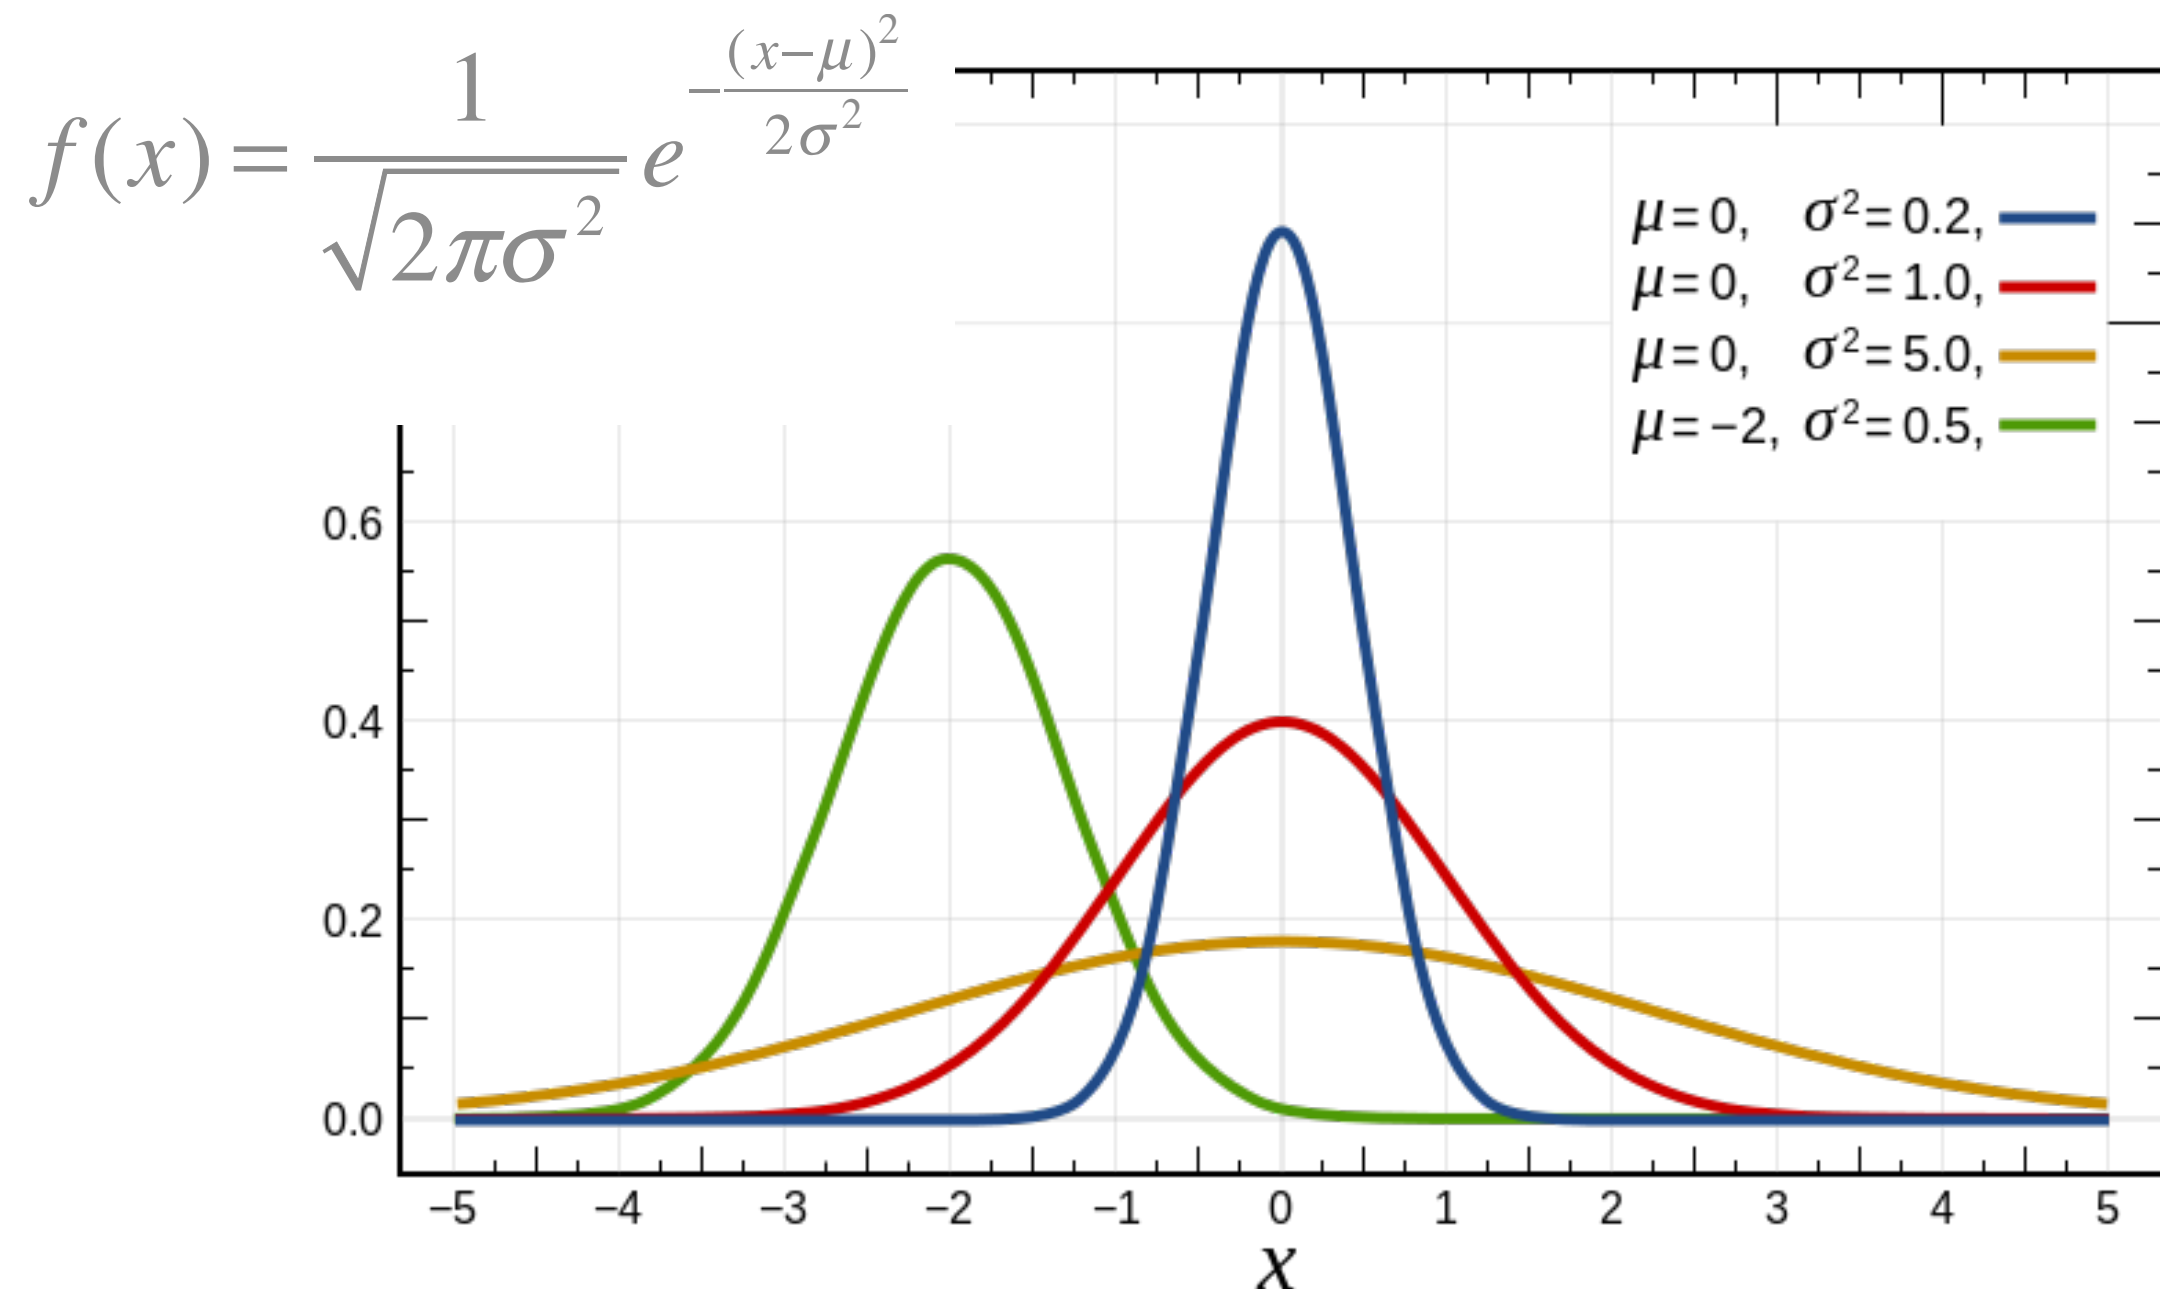 f(x) = 1/√(2πσ²) e^(−(x−μ)²/(2σ²))
μ=0, σ²=0.2,
μ=0, σ²=1.0,
μ=0, σ²=5.0,
μ=−2, σ²=0.5,
0.6
0.4
0.2
0.0
−5 −4 −3 −2 −1 0 1 2 3 4 5
x